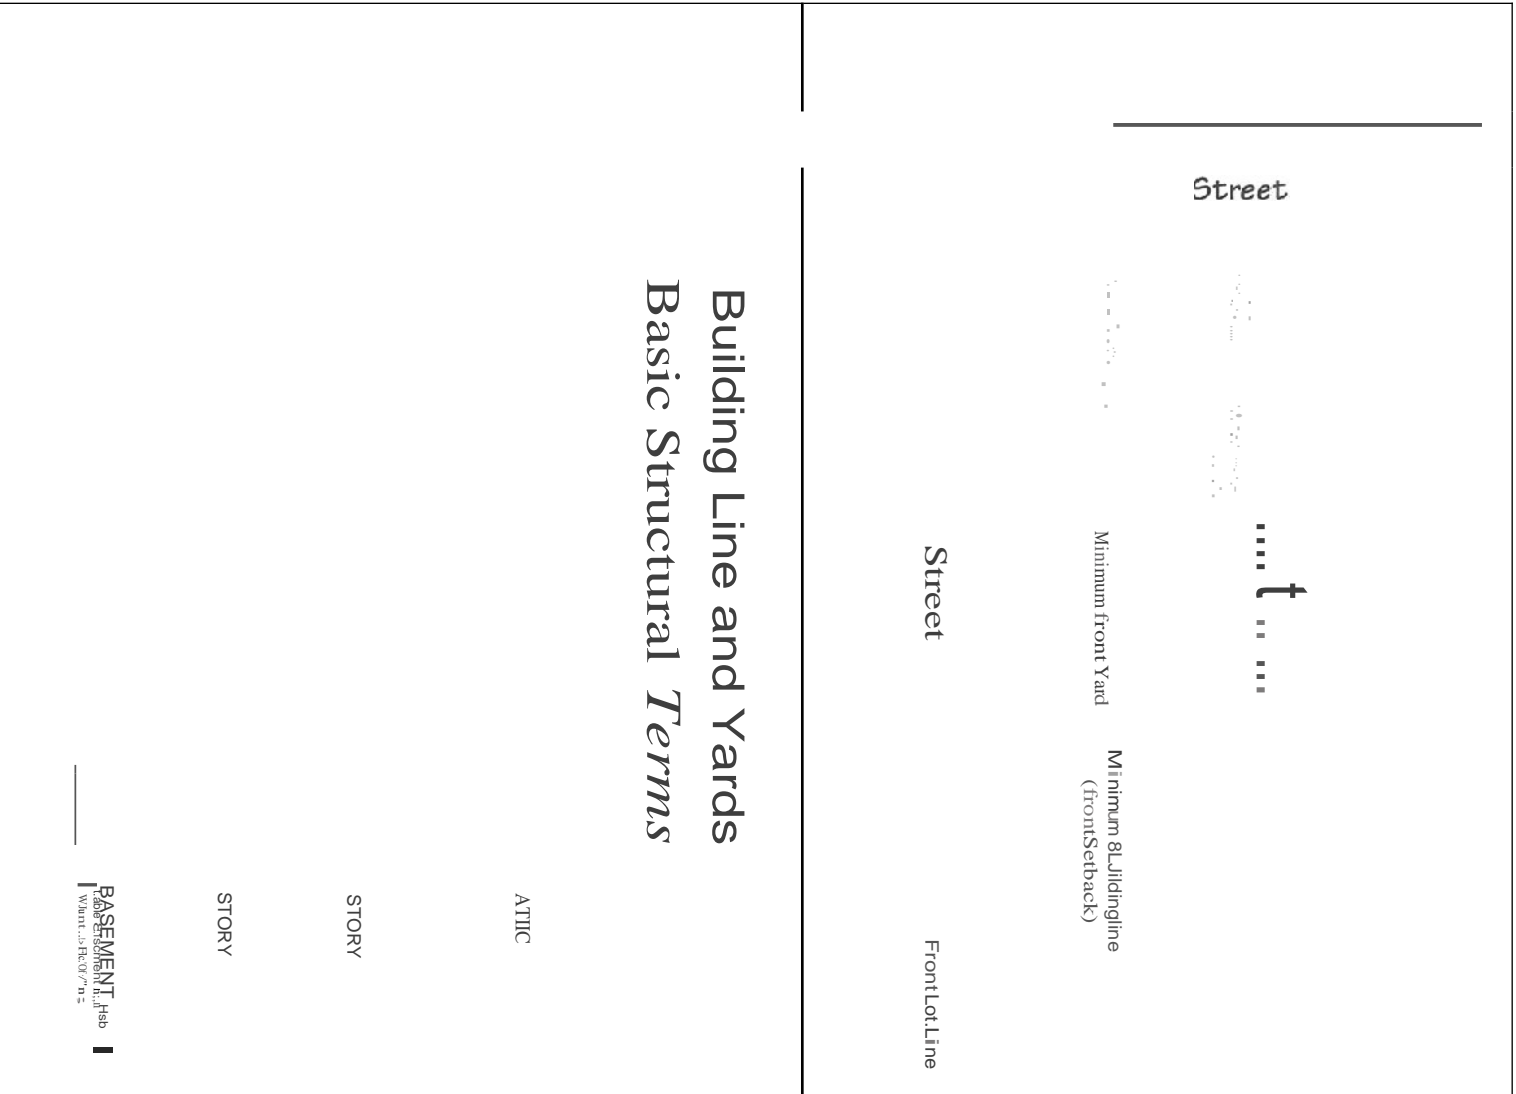 Street
Street
Minimum front Yard
Minimum 8LJildingline
(frontSetback)
FrontLot.Line
Building Line and Yards
Basic Structural Terms
ATIIC
STORY
STORY
BASEMENT
Hsb